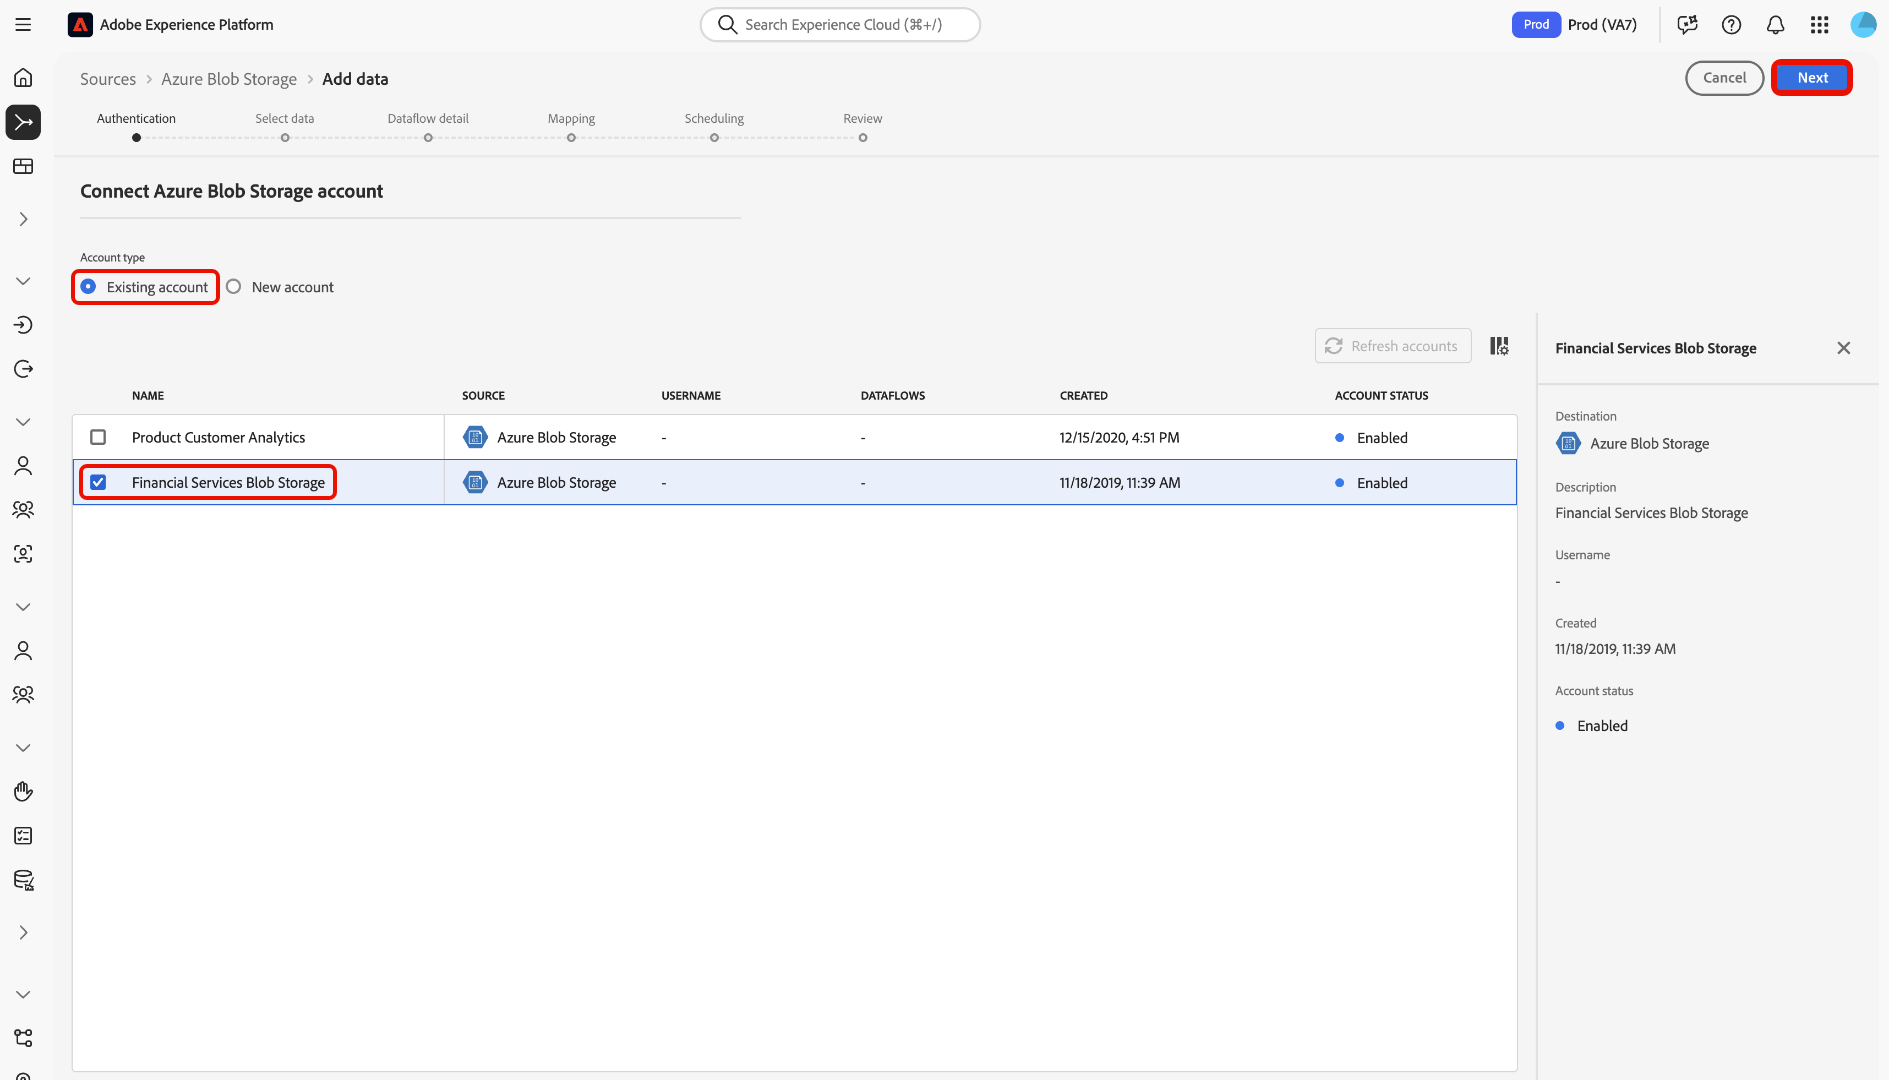 Adobe Experience Platform
Search Experience Cloud (⌘+/)
Prod
Prod (VA7)
Sources > Azure Blob Storage > Add data
Cancel
Next
Authentication
Select data
Dataflow detail
Mapping
Scheduling
Review
Connect Azure Blob Storage account
Account type
Existing account
New account
Refresh accounts
NAME SOURCE USERNAME DATAFLOWS CREATED ACCOUNT STATUS
Product Customer Analytics Azure Blob Storage - - 12/15/2020, 4:51 PM Enabled
Financial Services Blob Storage Azure Blob Storage - - 11/18/2019, 11:39 AM Enabled
Financial Services Blob Storage
Destination
Azure Blob Storage
Description
Financial Services Blob Storage
Username
-
Created
11/18/2019, 11:39 AM
Account status
Enabled